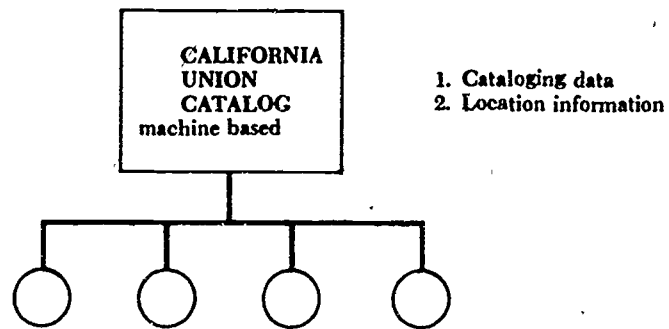 CALIFORNIA
UNION
CATALOG
machine based
1. Cataloging data
2. Location information